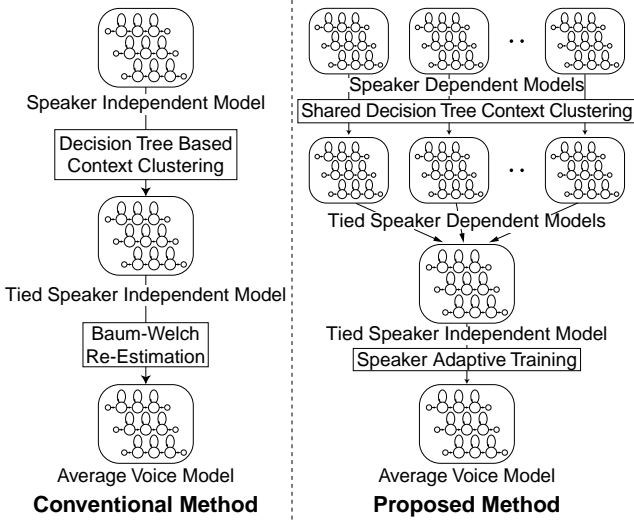 Speaker Independent Model
Decision Tree Based
Context Clustering
Tied Speaker Independent Model
Baum-Welch
Re-Estimation
Average Voice Model
Conventional Method
Speaker Dependent Models
Shared Decision Tree Context Clustering
Tied Speaker Dependent Models
Tied Speaker Independent Model
Speaker Adaptive Training
Average Voice Model
Proposed Method